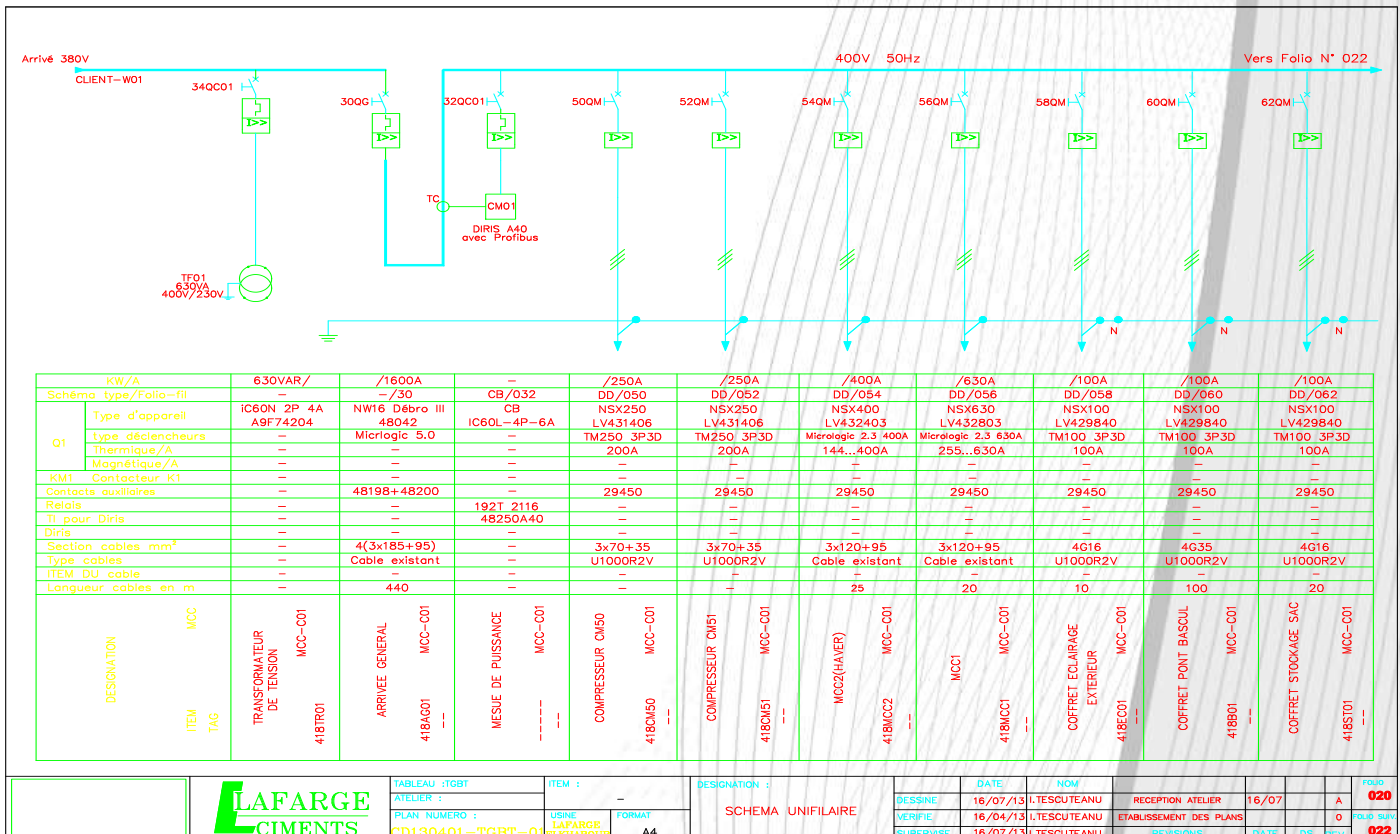 Arrivé 380V
CLIENT-W01
400V 50Hz
Vers Folio N° 022
34QC01
30QG
32QC01
50QM
52QM
54QM
56QM
58QM
60QM
62QM
I>>
I>>
I>>
I>>
I>>
I>>
I>>
I>>
I>>
I>>
TC
CM01
DIRIS A40
avec Profibus
TF01
630VA
400V/230V
N
N
N
KW/A 630VAR/ /1600A - /250A /250A /400A /630A /100A /100A /100A
Schéma type/Folio-fil - -/30 CB/032 DD/050 DD/052 DD/054 DD/056 DD/058 DD/060 DD/062
Q1
Type d'appareil iC60N 2P 4A NW16 Débro III CB NSX250 NSX250 NSX400 NSX630 NSX100 NSX100 NSX100
A9F74204 48042 IC60L-4P-6A LV431406 LV431406 LV432403 LV432803 LV429840 LV429840 LV429840
type déclencheurs - Micrlogic 5.0 - TM250 3P3D TM250 3P3D Micrologic 2.3 400A Micrologic 2.3 630A TM100 3P3D TM100 3P3D TM100 3P3D
Thermique/A - - - 200A 200A 144...400A 255...630A 100A 100A 100A
Magnétique/A - - - - - - - - - -
KM1 Contacteur K1 - - - - - - - - - -
Contacts auxiliaires - 48198+48200 - 29450 29450 29450 29450 29450 29450 29450
Relais - - 192T 2116 - - - - - - -
TI pour Diris - - 48250A40 - - - - - - -
Diris - - - - - - - - - -
Section cables mm² - 4(3x185+95) - 3x70+35 3x70+35 3x120+95 3x120+95 4G16 4G35 4G16
Type cables - Cable existant - U1000R2V U1000R2V Cable existant Cable existant U1000R2V U1000R2V U1000R2V
ITEM DU cable - - - - - - - - - -
Longueur cables en m - 440 - - - 25 20 10 100 20
DESIGNATION
MCC
ITEM
TAG
TRANSFORMATEUR
DE TENSION
MCC-C01
418TR01
ARRIVEE GENERAL
MCC-C01
418AG01
--
MESUE DE PUISSANCE
MCC-C01
------
--
COMPRESSEUR CM50
MCC-C01
418CM50
--
COMPRESSEUR CM51
MCC-C01
418CM51
--
MCC2(HAVER)
MCC-C01
418MCC2
--
MCC1
MCC-C01
418MCC1
--
COFFRET ECLAIRAGE
EXTERIEUR
MCC-C01
418EC01
--
COFFRET PONT BASCUL
MCC-C01
418B01
--
COFFRET STOCKAGE SAC
MCC-C01
418ST01
--
LAFARGE
CIMENTS
TABLEAU :TGBT
ATELIER :
PLAN NUMERO :
ITEM :
-
USINE
LAFARGE
FORMAT
A4
DESIGNATION :
SCHEMA UNIFILAIRE
DATE NOM
DESSINE 16/07/13 I.TESCUTEANU RECEPTION ATELIER 16/07 A
VERIFIE 16/04/13 I.TESCUTEANU ETABLISSEMENT DES PLANS 0
SUPERVISE 16/07/13 I.TESCUTEANU REVISIONS DATE DE
FOLIO
020
FOLIO SUIV
022